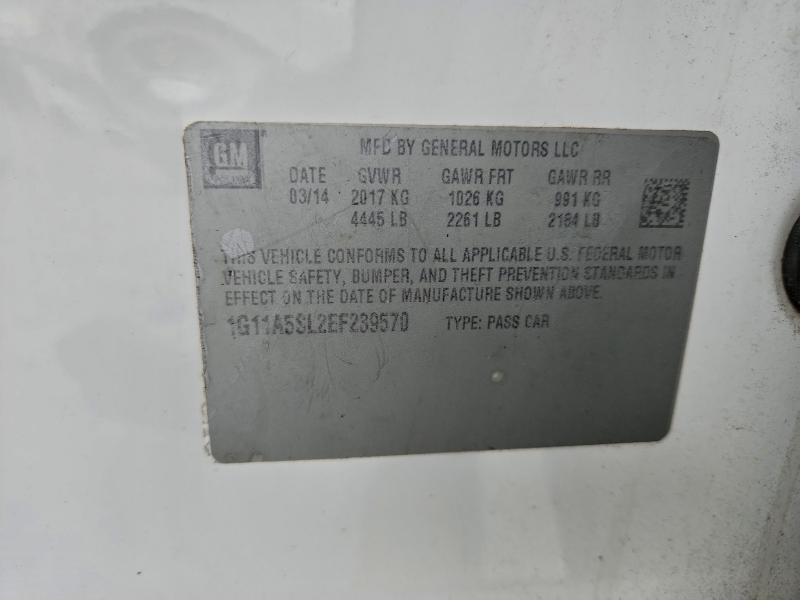 GM
MFD BY GENERAL MOTORS LLC
DATE GVWR GAWR FRT GAWR RR
03/14 2017 KG 1026 KG 991 KG
4445 LB 2261 LB 2184 LB
THIS VEHICLE CONFORMS TO ALL APPLICABLE U.S. FEDERAL MOTOR
VEHICLE SAFETY, BUMPER, AND THEFT PREVENTION STANDARDS IN
EFFECT ON THE DATE OF MANUFACTURE SHOWN ABOVE.
1G11A5SL2EF239570 TYPE: PASS CAR